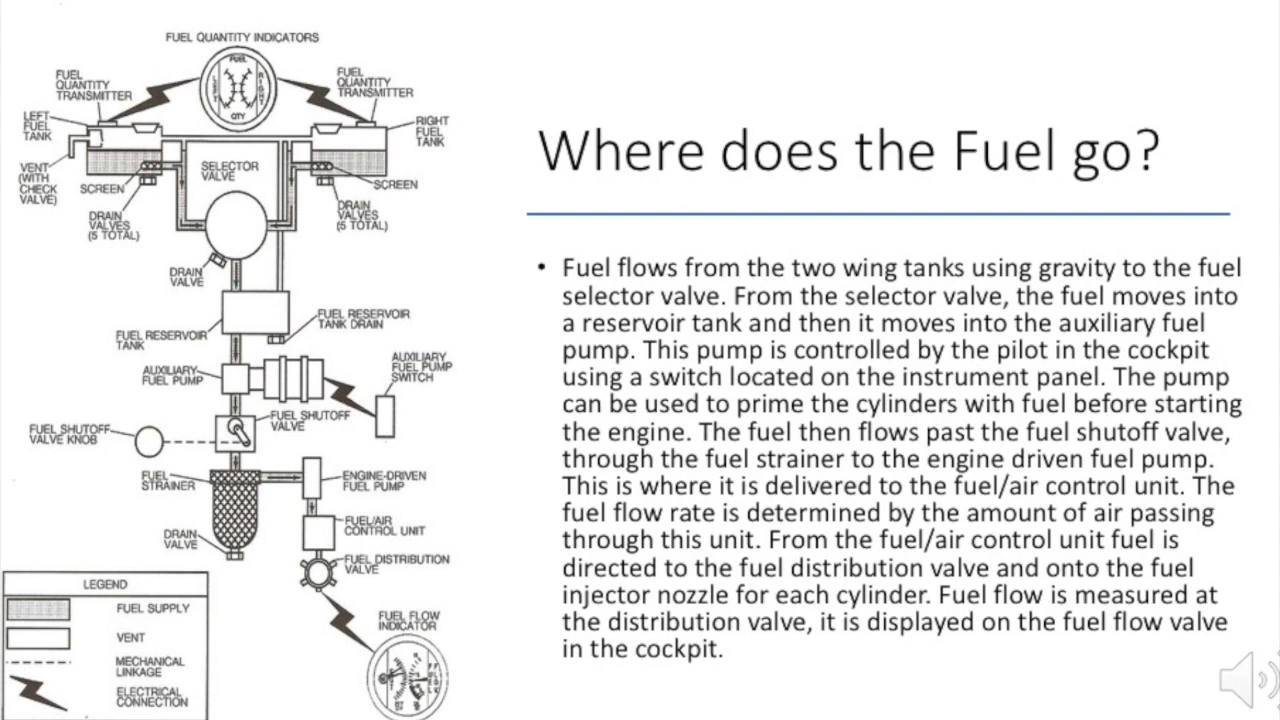 FUEL QUANTITY INDICATORS
FUEL
QUANTITY
TRANSMITTER
FUEL
LEFT
RIGHT
QTY
FUEL
QUANTITY
TRANSMITTER
LEFT
FUEL
TANK
RIGHT
FUEL
TANK
VENT
(WITH
CHECK
VALVE)
SCREEN
SELECTOR
VALVE
SCREEN
DRAIN
VALVES
(5 TOTAL)
DRAIN
VALVES
(5 TOTAL)
DRAIN
VALVE
FUEL RESERVOIR
TANK
FUEL RESERVOIR
TANK DRAIN
AUXILIARY
FUEL PUMP
AUXILIARY
FUEL PUMP
SWITCH
FUEL SHUTOFF
VALVE
FUEL SHUTOFF
VALVE KNOB
FUEL
STRAINER
ENGINE-DRIVEN
FUEL PUMP
DRAIN
VALVE
FUEL/AIR
CONTROL UNIT
FUEL DISTRIBUTION
VALVE
FUEL FLOW
INDICATOR
LEGEND
FUEL SUPPLY
VENT
MECHANICAL
LINKAGE
ELECTRICAL
CONNECTION
Where does the Fuel go?
• Fuel flows from the two wing tanks using gravity to the fuel
selector valve. From the selector valve, the fuel moves into
a reservoir tank and then it moves into the auxiliary fuel
pump. This pump is controlled by the pilot in the cockpit
using a switch located on the instrument panel. The pump
can be used to prime the cylinders with fuel before starting
the engine. The fuel then flows past the fuel shutoff valve,
through the fuel strainer to the engine driven fuel pump.
This is where it is delivered to the fuel/air control unit. The
fuel flow rate is determined by the amount of air passing
through this unit. From the fuel/air control unit fuel is
directed to the fuel distribution valve and onto the fuel
injector nozzle for each cylinder. Fuel flow is measured at
the distribution valve, it is displayed on the fuel flow valve
in the cockpit.